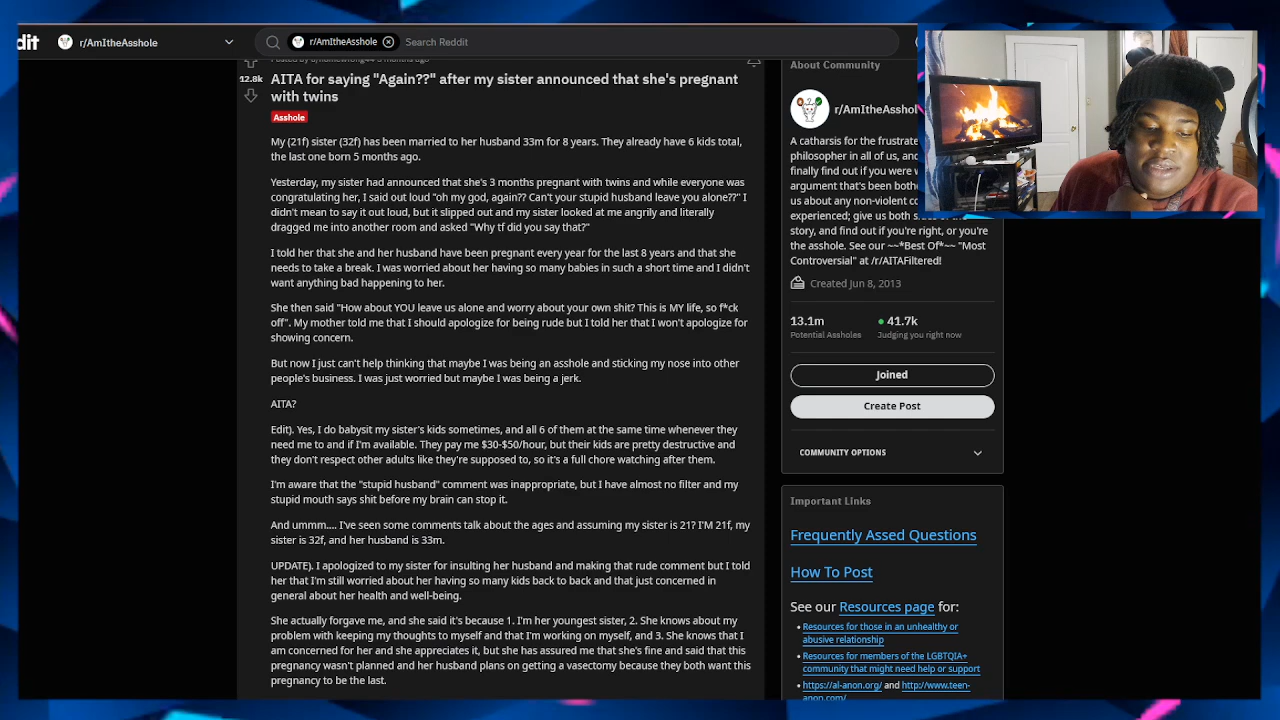 dit
r/AmItheAsshole
r/AmItheAsshole
Search Reddit
12.8k
AITA for saying "Again??" after my sister announced that she's pregnant
with twins
Asshole
My (21f) sister (32f) has been married to her husband 33m for 8 years. They already have 6 kids total,
the last one born 5 months ago.
Yesterday, my sister had announced that she's 3 months pregnant with twins and while everyone was
congratulating her, I said out loud "oh my god, again?? Can't your stupid husband leave you alone??" I
didn't mean to say it out loud, but it slipped out and my sister looked at me angrily and literally
dragged me into another room and asked "Why tf did you say that?"
I told her that she and her husband have been pregnant every year for the last 8 years and that she
needs to take a break. I was worried about her having so many babies in such a short time and I didn't
want anything bad happening to her.
She then said "How about YOU leave us alone and worry about your own shit? This is MY life, so f*ck
off". My mother told me that I should apologize for being rude but I told her that I won't apologize for
showing concern.
But now I just can't help thinking that maybe I was being an asshole and sticking my nose into other
people's business. I was just worried but maybe I was being a jerk.
AITA?
Edit). Yes, I do babysit my sister's kids sometimes, and all 6 of them at the same time whenever they
need me to and if I'm available. They pay me $30-$50/hour, but their kids are pretty destructive and
they don't respect other adults like they're supposed to, so it's a full chore watching after them.
I'm aware that the "stupid husband" comment was inappropriate, but I have almost no filter and my
stupid mouth says shit before my brain can stop it.
And ummm.... I've seen some comments talk about the ages and assuming my sister is 21? I'M 21f, my
sister is 32f, and her husband is 33m.
UPDATE). I apologized to my sister for insulting her husband and making that rude comment but I told
her that I'm still worried about her having so many kids back to back and that just concerned in
general about her health and well-being.
She actually forgave me, and she said it's because 1. I'm her youngest sister, 2. She knows about my
problem with keeping my thoughts to myself and that I'm working on myself, and 3. She knows that I
am concerned for her and she appreciates it, but she has assured me that she's fine and said that this
pregnancy wasn't planned and her husband plans on getting a vasectomy because they both want this
pregnancy to be the last.
About Community
r/AmItheAsshol
A catharsis for the frustrate
philosopher in all of us, and
finally find out if you were w
argument that's been bothe
us about any non-violent co
experienced; give us both s
story, and find out if you're right, or you're
the asshole. See our ~~*Best Of*~~ "Most
Controversial" at /r/AITAFiltered!
Created Jun 8, 2013
13.1m
Potential Assholes
41.7k
Judging you right now
Joined
Create Post
COMMUNITY OPTIONS
Important Links
Frequently Assed Questions
How To Post
See our Resources page for:
Resources for those in an unhealthy or
abusive relationship
Resources for members of the LGBTQIA+
community that might need help or support
https://al-anon.org/ and http://www.teen-
anon.com/